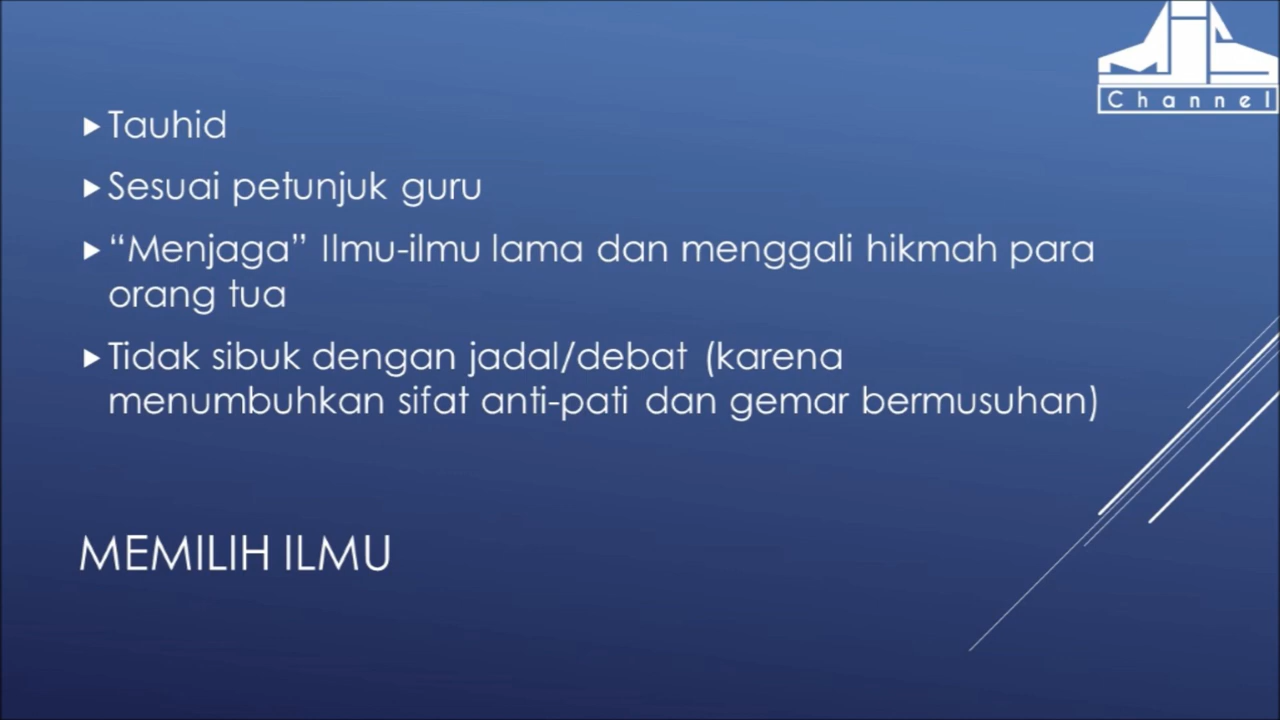 Tauhid
Sesuai petunjuk guru
“Menjaga” Ilmu-ilmu lama dan menggali hikmah para
orang tua
Tidak sibuk dengan jadal/debat (karena
menumbuhkan sifat anti-pati dan gemar bermusuhan)
MEMILIH ILMU
Channel